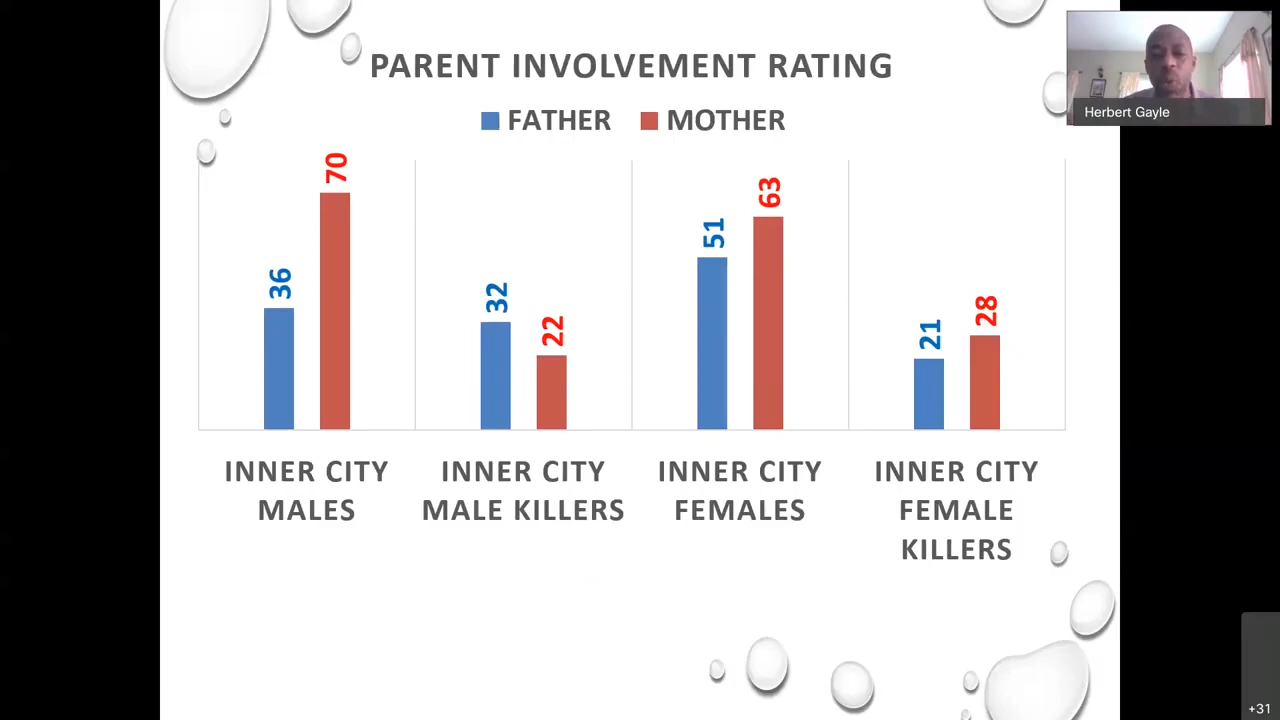 PARENT INVOLVEMENT RATING
FATHER MOTHER
Herbert Gayle
36
70
32
22
51
63
21
28
INNER CITY MALES
INNER CITY MALE KILLERS
INNER CITY FEMALES
INNER CITY FEMALE KILLERS
+31